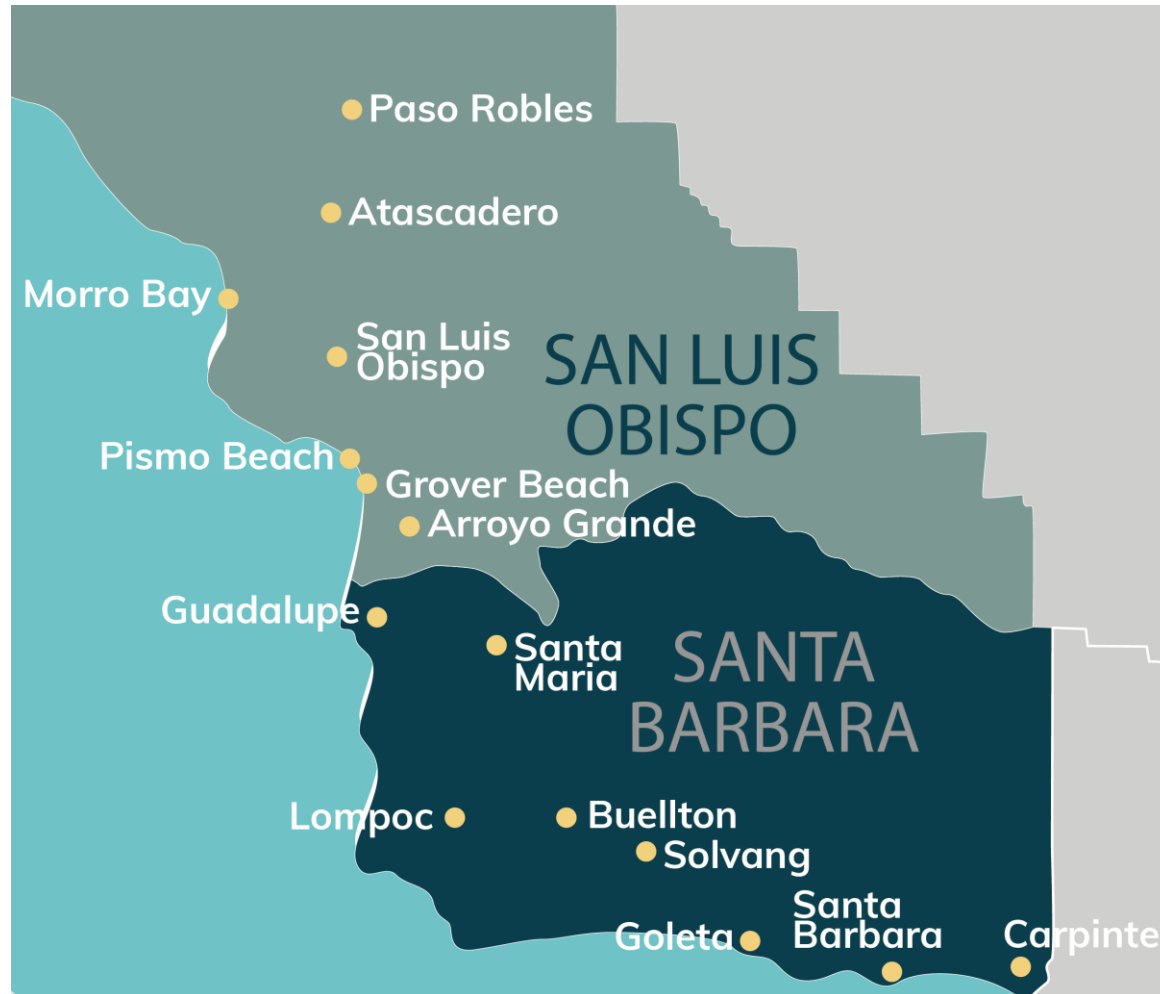 Paso Robles
Atascadero
Morro Bay
San Luis
Obispo
SAN LUIS
OBISPO
Pismo Beach
Grover Beach
Arroyo Grande
Guadalupe
Santa
Maria
SANTA
BARBARA
Lompoc
Buellton
Solvang
Santa
Barbara
Goleta
Carpinte